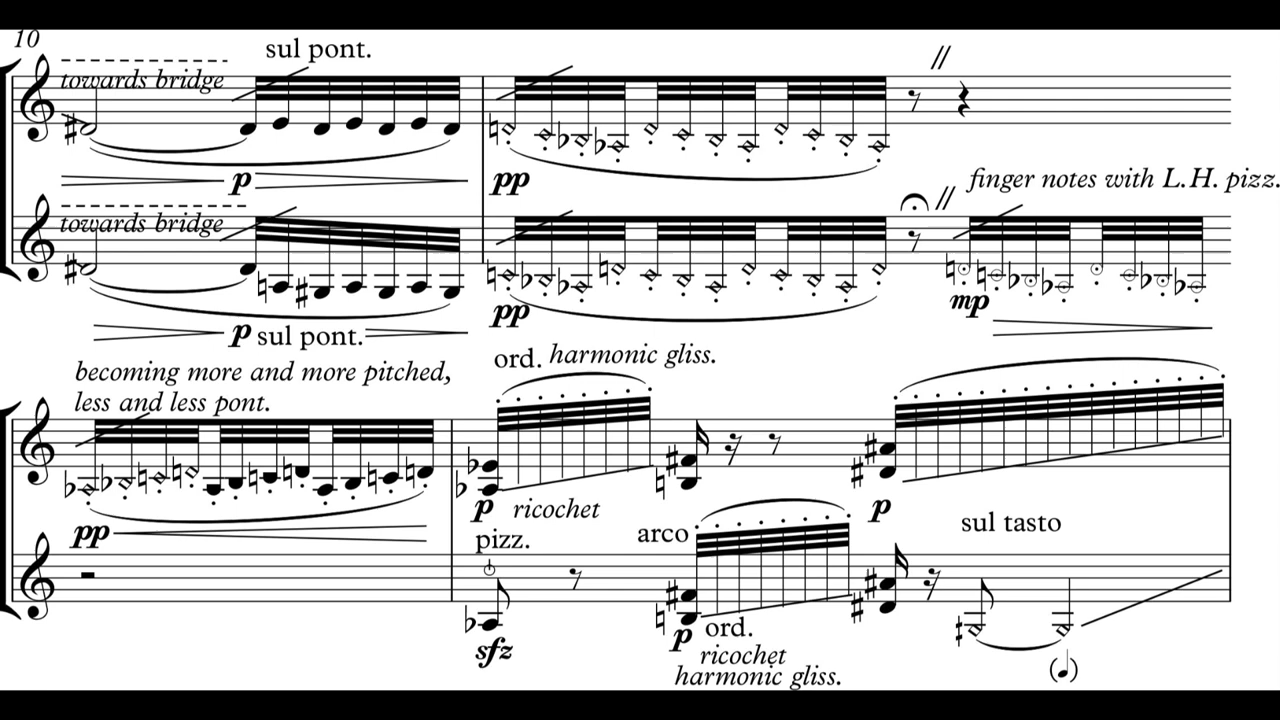 10
sul pont.
towards bridge
p
pp
finger notes with L.H. pizz.
towards bridge
p sul pont.
pp
mp
becoming more and more pitched,
less and less pont.
ord. harmonic gliss.
pp
p ricochet
p
pizz.
arco
sul tasto
sfz
p ord.
ricochet
harmonic gliss.